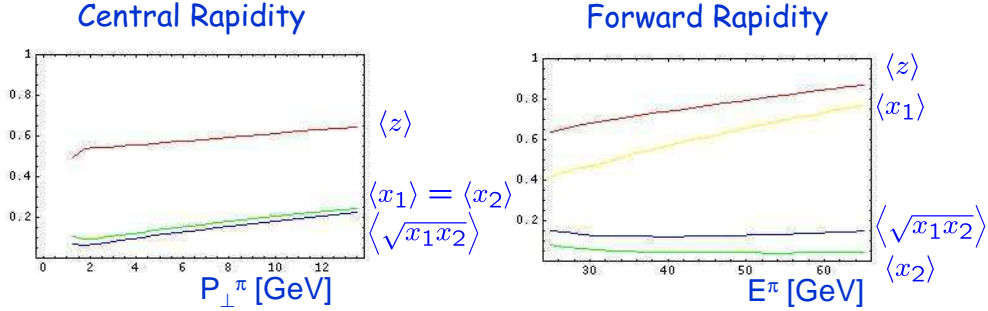 Central Rapidity
1
0.8
0.6
0.4
0.2
0 2 4 6 8 10 12
⟨z⟩
⟨x₁⟩ = ⟨x₂⟩
⟨√x₁x₂⟩
P⊥^π [GeV]
Forward Rapidity
1
0.8
0.6
0.4
0.2
30 40 50 60
⟨z⟩
⟨x₁⟩
⟨√x₁x₂⟩
⟨x₂⟩
E^π [GeV]